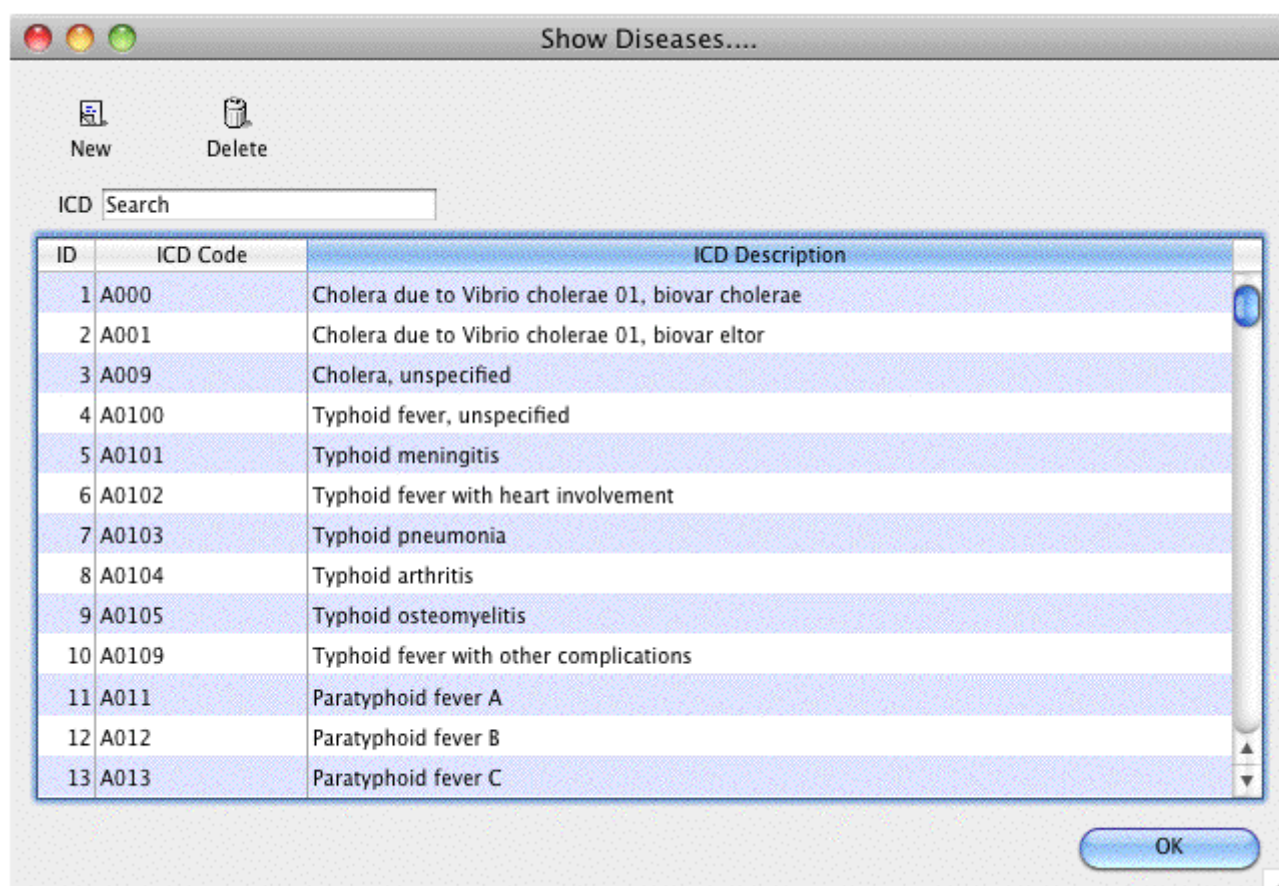 Show Diseases....
New Delete
ICD Search
ID ICD Code ICD Description
1 A000 Cholera due to Vibrio cholerae 01, biovar cholerae
2 A001 Cholera due to Vibrio cholerae 01, biovar eltor
3 A009 Cholera, unspecified
4 A0100 Typhoid fever, unspecified
5 A0101 Typhoid meningitis
6 A0102 Typhoid fever with heart involvement
7 A0103 Typhoid pneumonia
8 A0104 Typhoid arthritis
9 A0105 Typhoid osteomyelitis
10 A0109 Typhoid fever with other complications
11 A011 Paratyphoid fever A
12 A012 Paratyphoid fever B
13 A013 Paratyphoid fever C
OK